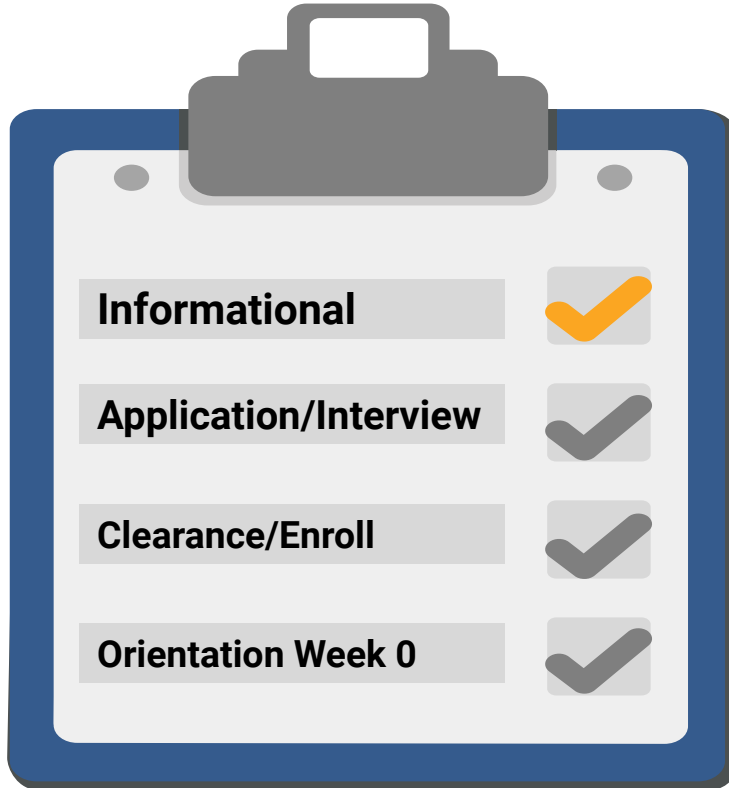 Informational
Application/Interview
Clearance/Enroll
Orientation Week 0